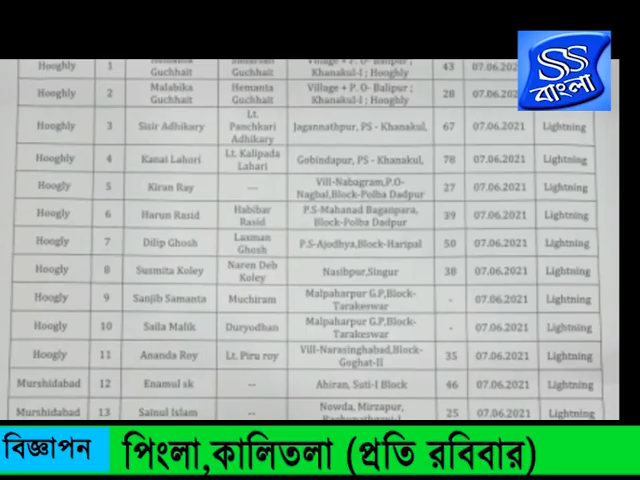 SS
বাংলা
Hooghly 1 Hemanta Guchhait Guchhait Village + P. O- Balipur ; Khanakul-I ; Hooghly 43 07.06.2021
Hooghly 2 Malabika Guchhait Hemanta Guchhait Village + P. O- Balipur ; Khanakul-I ; Hooghly 28 07.06.2021
Hooghly 3 Sisir Adhikary Lt. Panchkari Adhikary Jagannathpur, PS - Khanakul, 67 07.06.2021 Lightning
Hooghly 4 Kanai Lahori Lt. Kalipada Lahari Gobindapur, PS - Khanakul, 78 07.06.2021 Lightning
Hoogly 5 Kiran Ray --- Vill-Nabagram,P.O-Nagbal,Block-Polba Dadpur 27 07.06.2021 Lightning
Hoogly 6 Harun Rasid Habibar Rasid P.S-Mahanad Baganpara, Block-Polba Dadpur 39 07.06.2021 Lightning
Hoogly 7 Dilip Ghosh Laxman Ghosh P.S-Ajodhya,Block-Haripal 50 07.06.2021 Lightning
Hoogly 8 Susmita Koley Naren Deb Koley Nasibpur,Singur 38 07.06.2021 Lightning
Hoogly 9 Sanjib Samanta Muchiram Malpaharpur G.P,Block-Tarakeswar - 07.06.2021 Lightning
Hoogly 10 Saila Malik Duryodhan Malpaharpur G.P,Block-Tarakeswar - 07.06.2021 Lightning
Hoogly 11 Ananda Roy Lt. Piru roy Vill-Narasinghabad,Block-Goghat-II 35 07.06.2021 Lightning
Murshidabad 12 Enamul sk -- Ahiran, Suti-I Block 46 07.06.2021 Lightning
Murshidabad 13 Sainul Islam -- Nowda, Mirzapur, 25 07.06.2021 Lightning
বিজ্ঞাপন
পিংলা,কালিতলা (প্রতি রবিবার)